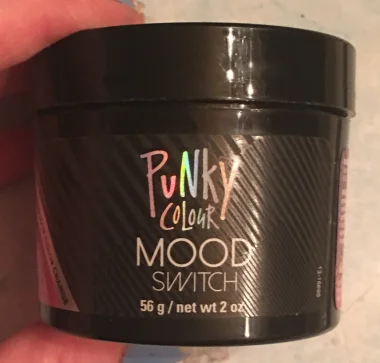 PUNKY
COLOUR
MOOD
SWITCH
56 g / net wt 2 oz